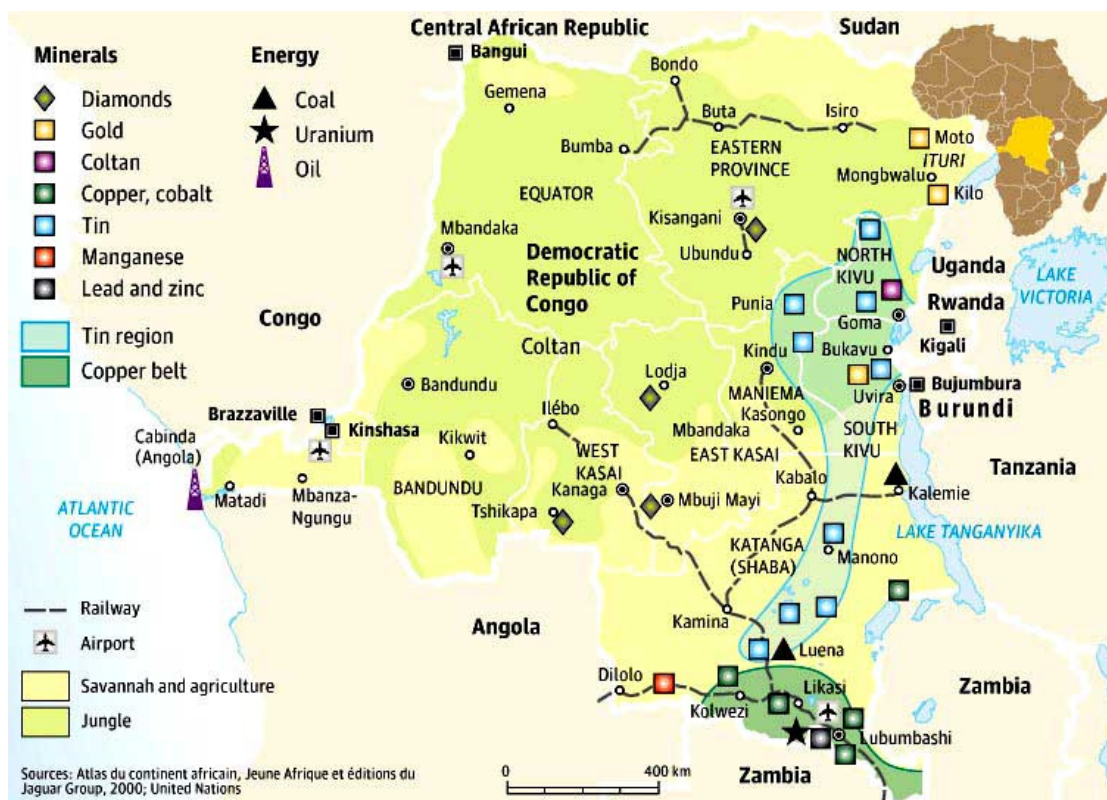 Minerals
Diamonds
Gold
Coltan
Copper, cobalt
Tin
Manganese
Lead and zinc
Tin region
Copper belt
Energy
Coal
Uranium
Oil
Central African Republic
Sudan
Bangui
Bondo
Gemena
Buta
Isiro
Bumba
EASTERN
PROVINCE
Moto
ITURI
Mongbwalu
Kilo
EQUATOR
Kisangani
Mbandaka
Ubundu
Democratic
Republic of
Congo
NORTH
KIVU
Uganda
LAKE
VICTORIA
Punia
Rwanda
Goma
Kigali
Congo
Coltan
Kindu
Bukavu
Lodja
Bandundu
MANIEMA
Uvira
Bujumbura
Burundi
Brazzaville
Kinshasa
Ilébo
Kasongo
Cabinda
(Angola)
Kikwit
WEST
KASAI
Mbandaka
EAST KASAI
SOUTH
KIVU
Tanzania
Matadi
Mbanza-
Ngungu
BANDUNDU
Kanaga
Mbuji Mayi
Kabalo
Kalemie
ATLANTIC
OCEAN
Tshikapa
LAKE TANGANYIKA
KATANGA
(SHABA)
Manono
Railway
Airport
Angola
Kamina
Luena
Savannah and agriculture
Jungle
Dilolo
Kolwezi
Likasi
Zambia
Lubumbashi
Zambia
Sources: Atlas du continent africain, Jeune Afrique et éditions du
Jaguar Group, 2000; United Nations
0
400 km